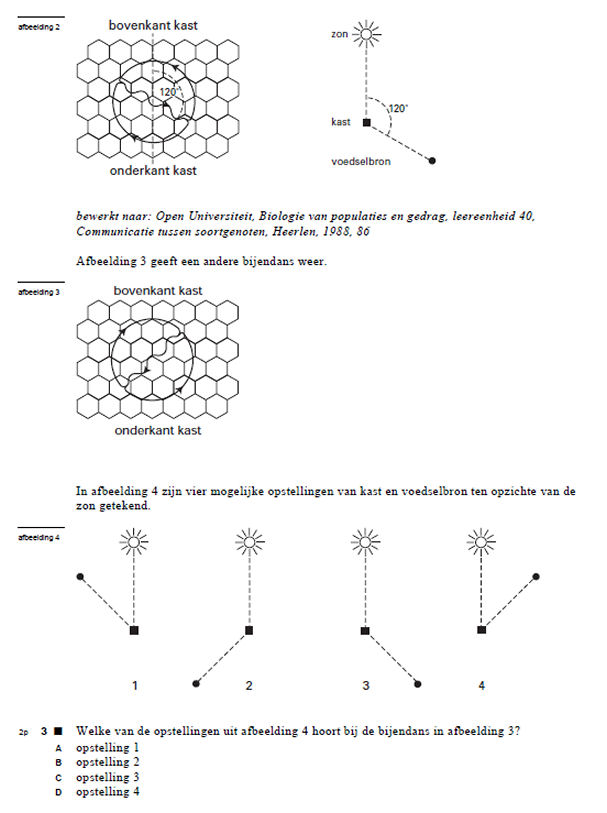 afbeelding 2
bovenkant kast
120°
onderkant kast
zon
120°
kast
voedselbron
bewerkt naar: Open Universiteit, Biologie van populaties en gedrag, leereenheid 40,
Communicatie tussen soortgenoten, Heerlen, 1988, 86
Afbeelding 3 geeft een andere bijendans weer.
afbeelding 3
bovenkant kast
onderkant kast
In afbeelding 4 zijn vier mogelijke opstellingen van kast en voedselbron ten opzichte van de
zon getekend.
afbeelding 4
1 2 3 4
2p 3 ■ Welke van de opstellingen uit afbeelding 4 hoort bij de bijendans in afbeelding 3?
A opstelling 1
B opstelling 2
C opstelling 3
D opstelling 4